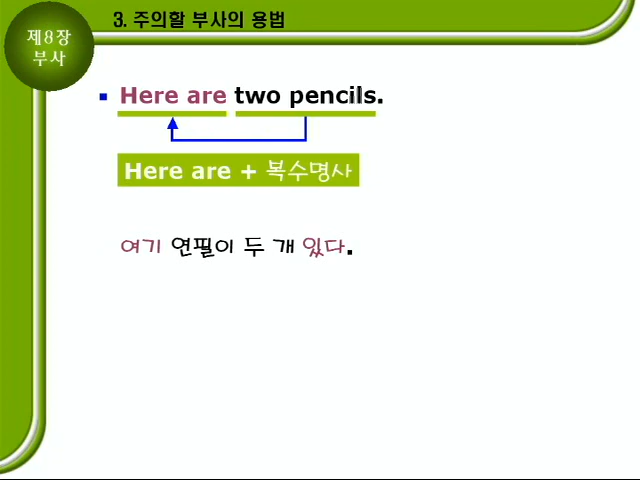 제8장
부사
3. 주의할 부사의 용법
Here are two pencils.
Here are + 복수명사
여기 연필이 두 개 있다.